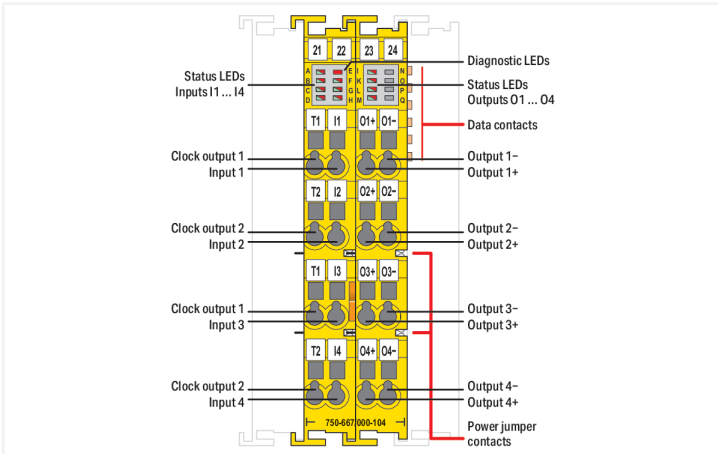 21 22 23 24
A E I N
B F K O
C G L P
D H M Q
Diagnostic LEDs
Status LEDs
Inputs I1 ... I4
Status LEDs
Outputs O1 ... O4
Data contacts
T1 I1 O1+ O1−
Clock output 1
Input 1
Output 1−
Output 1+
T2 I2 O2+ O2−
Clock output 2
Input 2
Output 2−
Output 2+
T1 I3 O3+ O3−
Clock output 1
Input 3
Output 3−
Output 3+
T2 I4 O4+ O4−
Clock output 2
Input 4
Output 4−
Output 4+
750-667/000-104
Power jumper
contacts